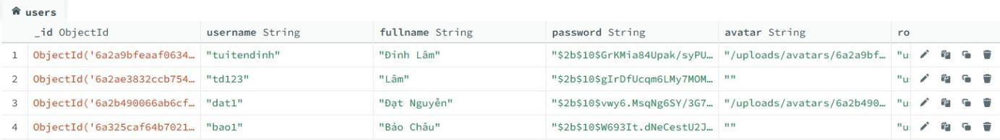 users
_id ObjectId username String fullname String password String avatar String ro
1 ObjectId('6a2a9bfeaaf0634… "tuitendinh" "Đinh Lâm" "$2b$10$GrKMia84Upak/syPU… "/uploads/avatars/6a2a9bf… "u
2 ObjectId('6a2ae3832ccb754… "td123" "Lâm" "$2b$10$gIrDfUcqm6LMy7MOM… "" "u
3 ObjectId('6a2b490066ab6cf… "dat1" "Đạt Nguyễn" "$2b$10$vwy6.MsqNg6SY/3G7… "/uploads/avatars/6a2b490… "u
4 ObjectId('6a325caf64b7021… "bao1" "Bảo Châu" "$2b$10$W693It.dNeCestU2J… "" "u